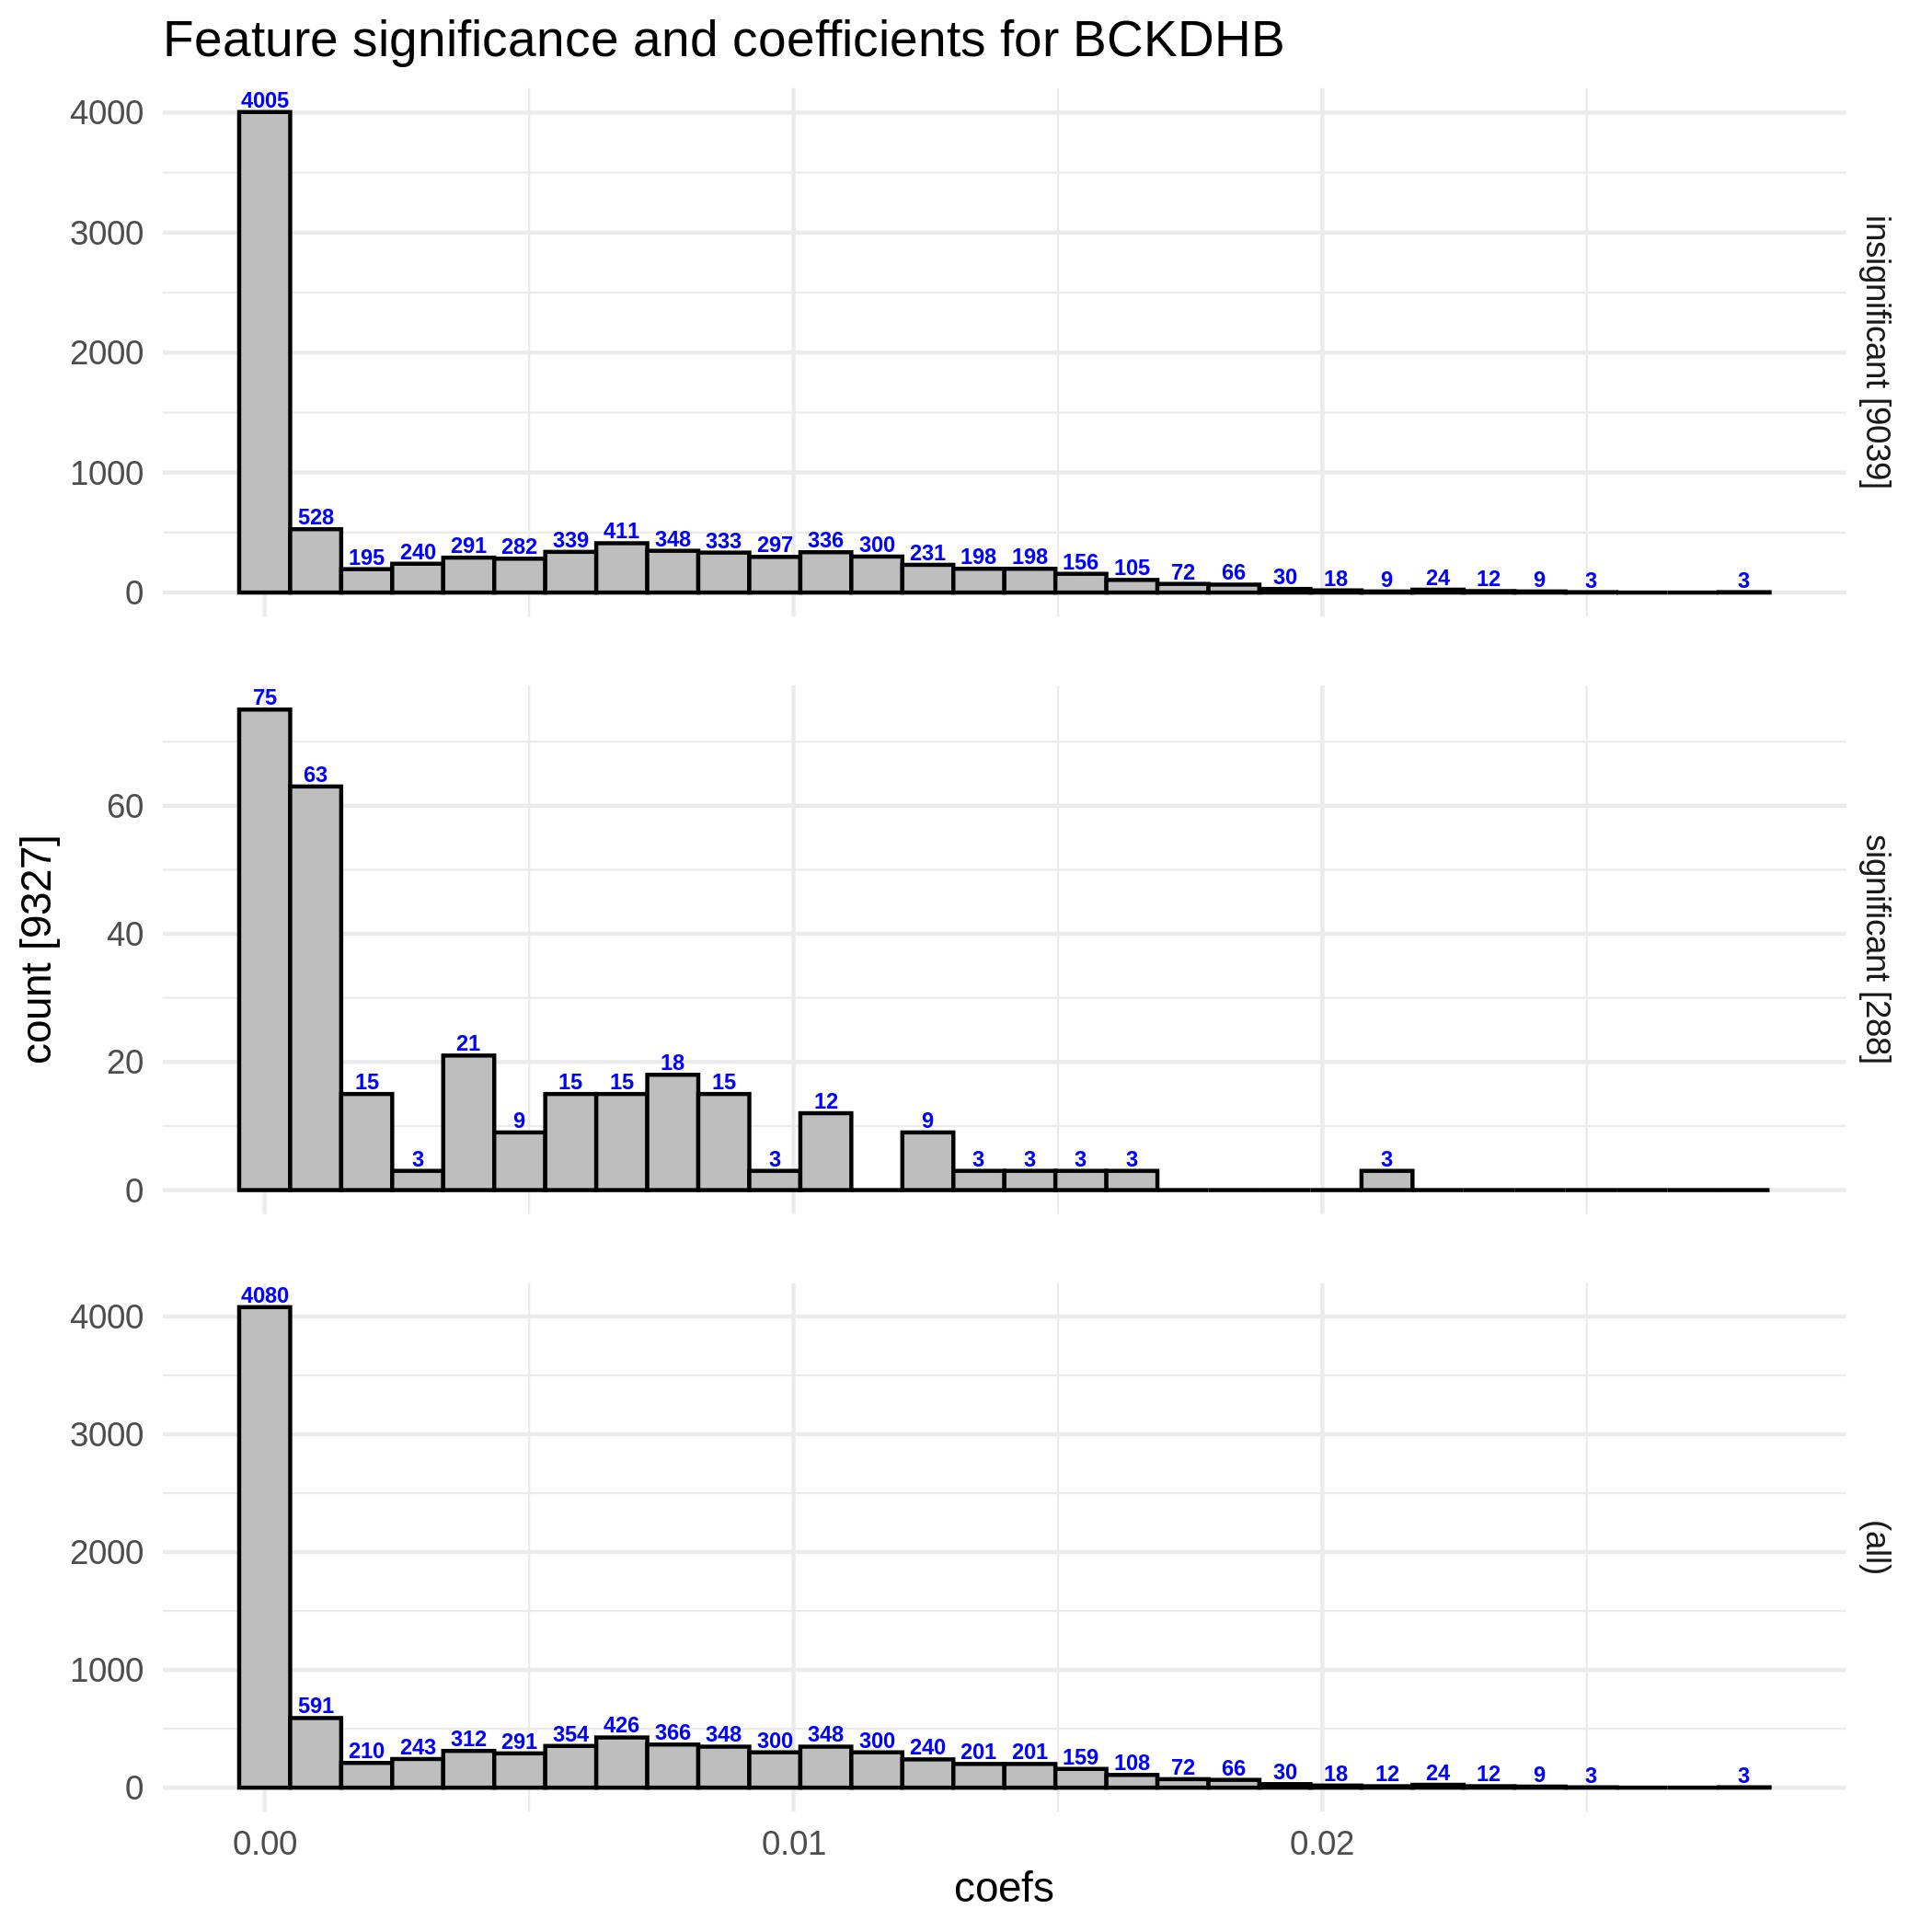 Feature significance and coefficients for BCKDHB
4005
4000
3000
2000
1000
0
528 195 240 291 282 339 411 348 333 297 336 300 231 198 198 156 105 72 66 30 18 9 24 12 9 3 3
insignificant [9039]
75
63
15 3 21 9 15 15 18 15 3 12 9 3 3 3 3 3
60
40
20
0
significant [288]
count [9327]
4080
4000
3000
2000
1000
0
591 210 243 312 291 354 426 366 348 300 348 300 240 201 201 159 108 72 66 30 18 12 24 12 9 3 3
(all)
0.00 0.01 0.02
coefs